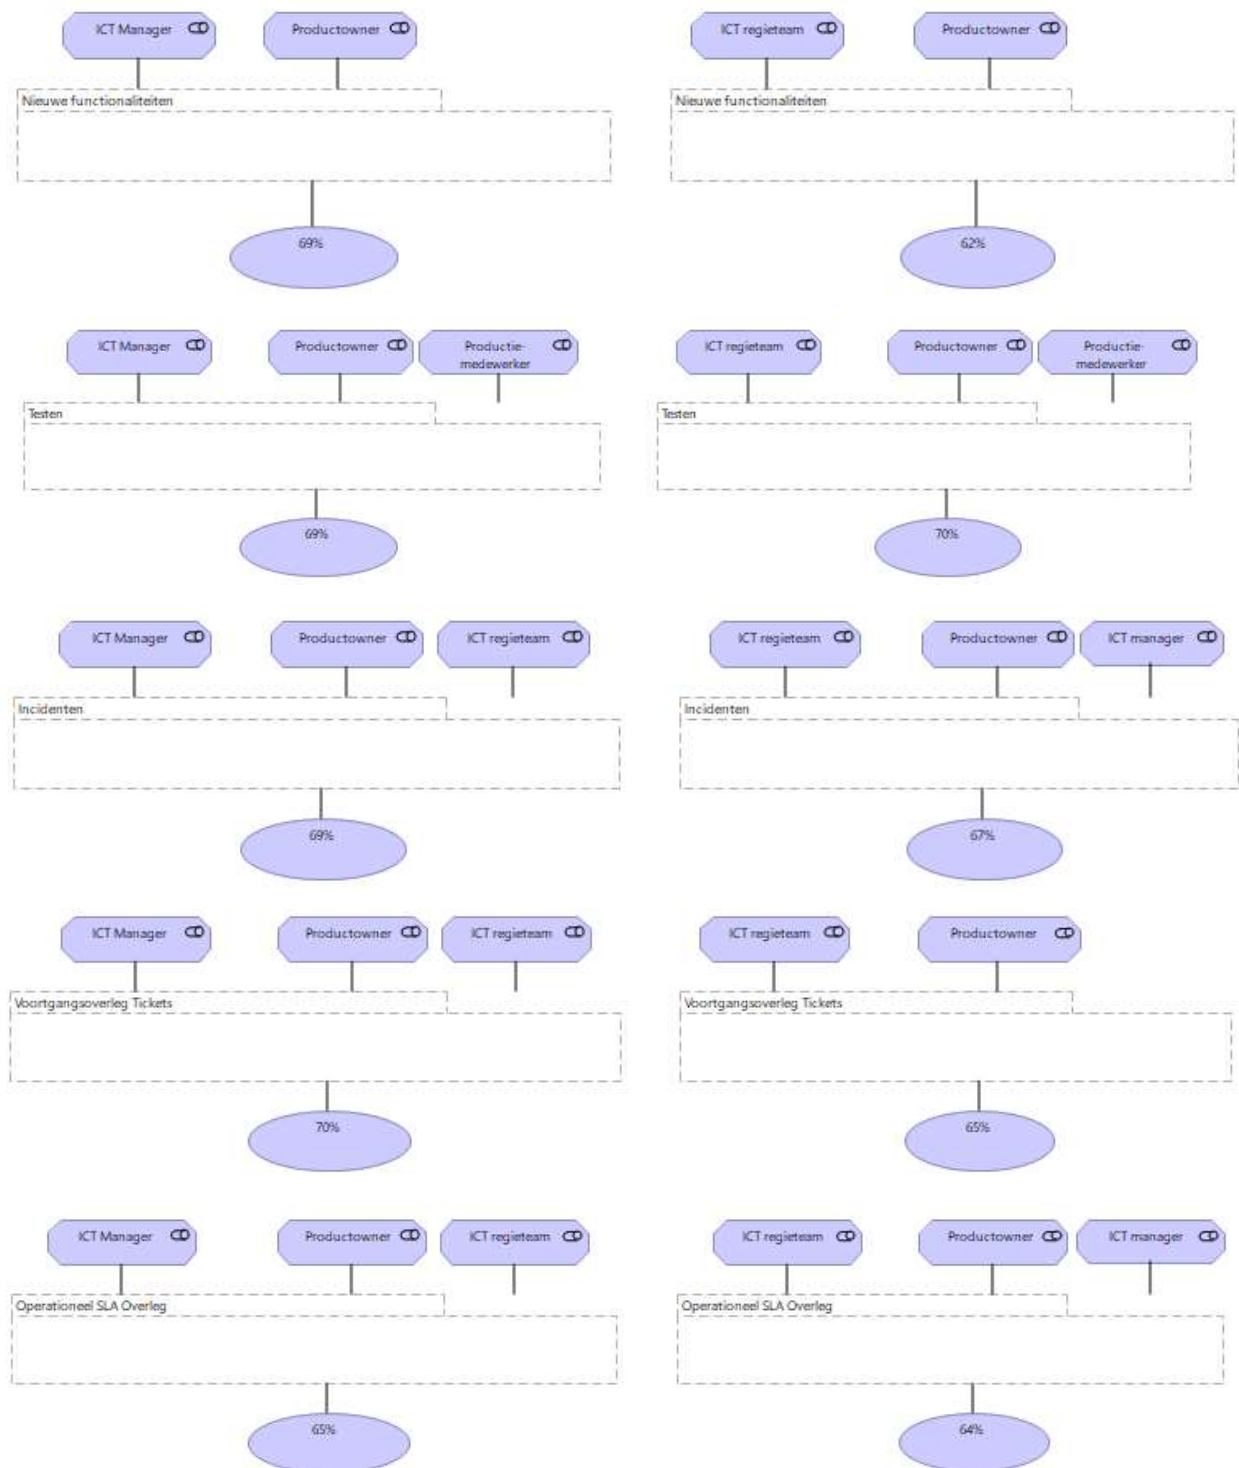 ICT Manager
Productowner
ICT regieteam
Productowner
Nieuwe functionaliteiten
Nieuwe functionaliteiten
69%
62%
ICT Manager
Productowner
Productie-
medewerker
ICT regieteam
Productowner
Productie-
medewerker
Testen
Testen
69%
70%
ICT Manager
Productowner
ICT regieteam
ICT regieteam
Productowner
ICT manager
Incidenten
Incidenten
69%
67%
ICT Manager
Productowner
ICT regieteam
ICT regieteam
Productowner
Voortgangsoverleg Tickets
Voortgangsoverleg Tickets
70%
65%
ICT Manager
Productowner
ICT regieteam
ICT regieteam
Productowner
ICT manager
Operationeel SLA Overleg
Operationeel SLA Overleg
65%
64%